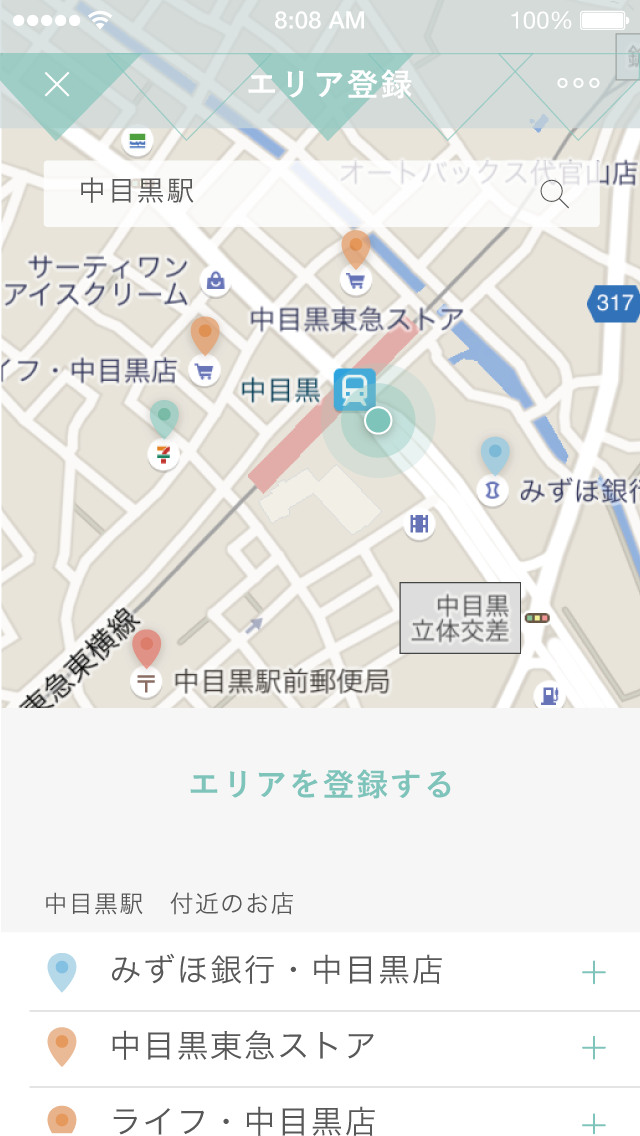 8:08 AM
100%
エリア登録
オートバックス代官山店
中目黒駅
サーティワン
アイスクリーム
317
中目黒東急ストア
イフ・中目黒店
中目黒
7
みずほ銀行
中目黒
立体交差
東急東横線
〒
中目黒駅前郵便局
エリアを登録する
中目黒駅 付近のお店
みずほ銀行・中目黒店
中目黒東急ストア
ライフ・中目黒店